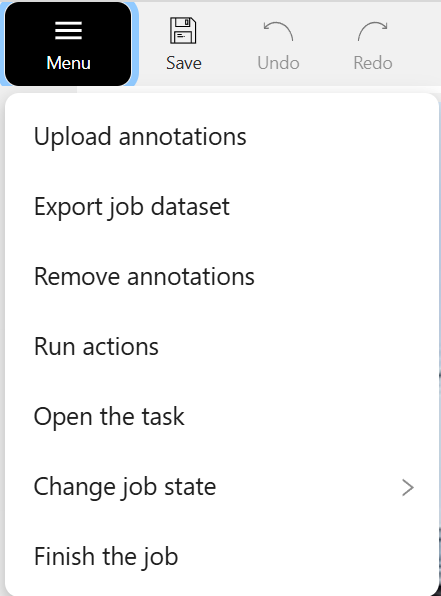 Menu
Save
Undo
Redo
Upload annotations
Export job dataset
Remove annotations
Run actions
Open the task
Change job state
Finish the job